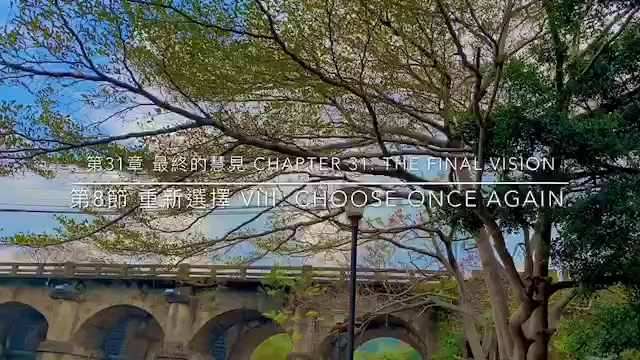 第31章 最終的慧見 CHAPTER 31. THE FINAL VISION
第8節 重新選擇 VIII. CHOOSE ONCE AGAIN